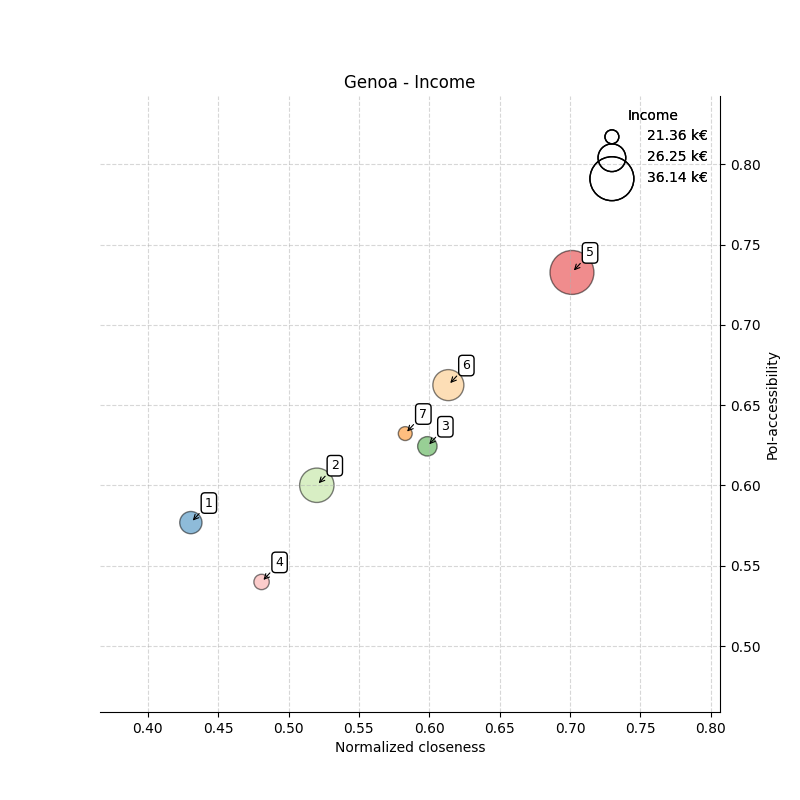 Genoa - Income
Income
21.36 k€
26.25 k€
36.14 k€
5
6
7
3
2
1
4
0.80
0.75
0.70
0.65
0.60
0.55
0.50
PoI-accessibility
0.40 0.45 0.50 0.55 0.60 0.65 0.70 0.75 0.80
Normalized closeness